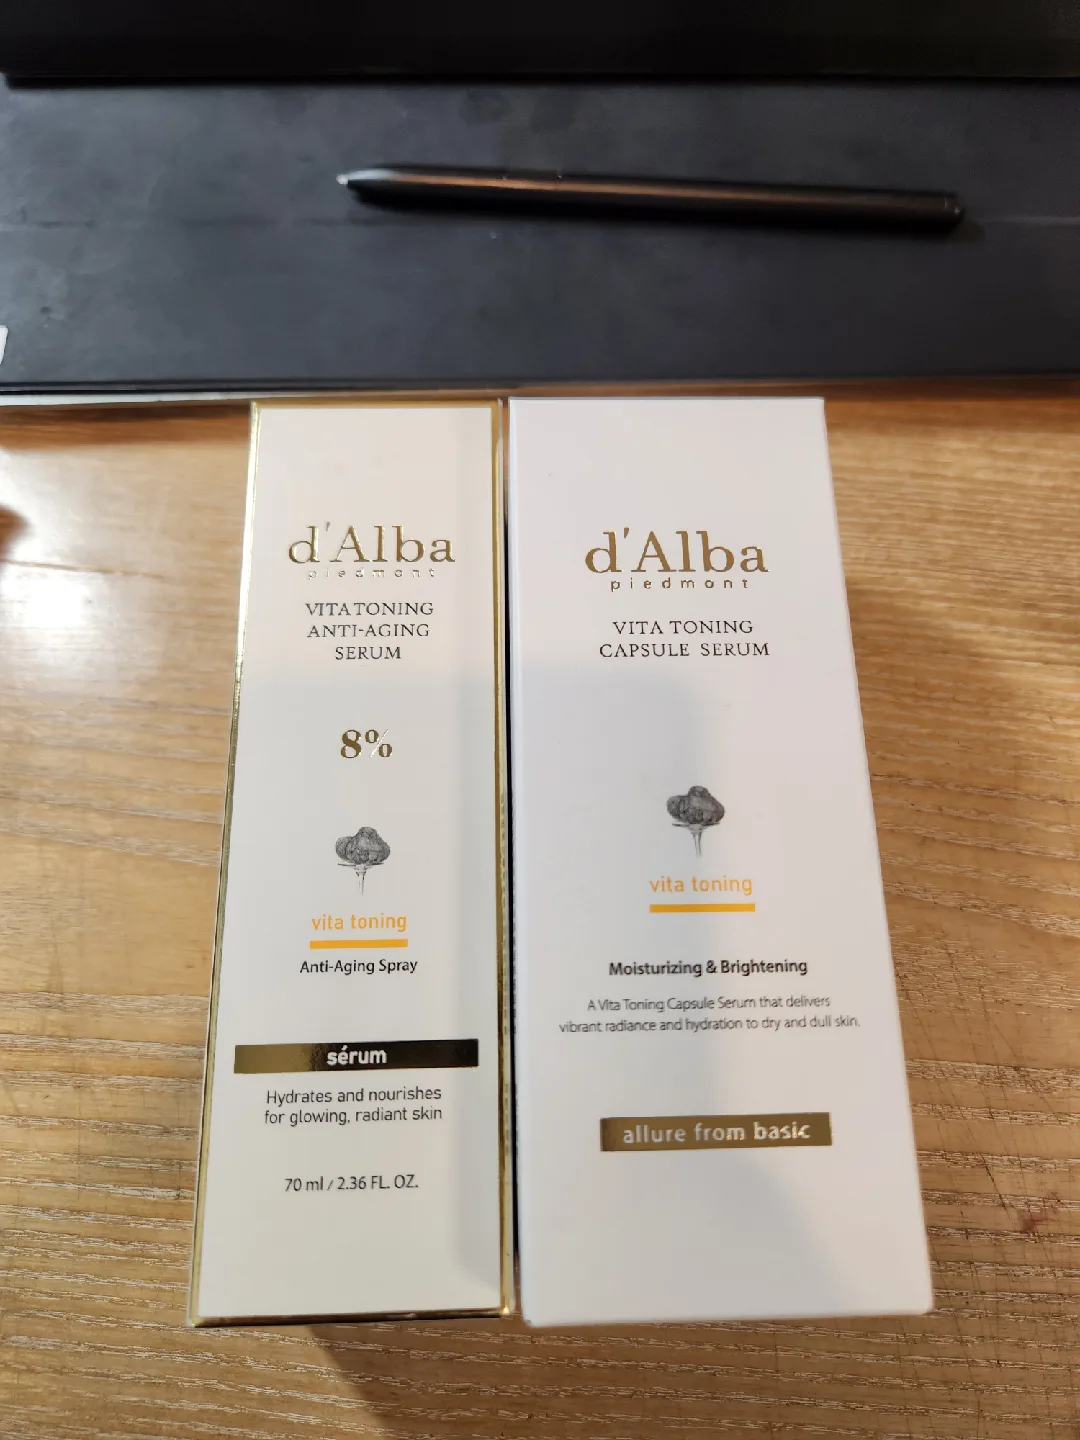 d'Alba
piedmont
VITA TONING
ANTI-AGING
SERUM
8%
vita toning
Anti-Aging Spray
sérum
Hydrates and nourishes
for glowing, radiant skin
70 ml / 2.36 FL. OZ.
d'Alba
piedmont
VITA TONING
CAPSULE SERUM
vita toning
Moisturizing & Brightening
A Vita Toning Capsule Serum that delivers
vibrant radiance and hydration to dry and dull skin.
allure from basic